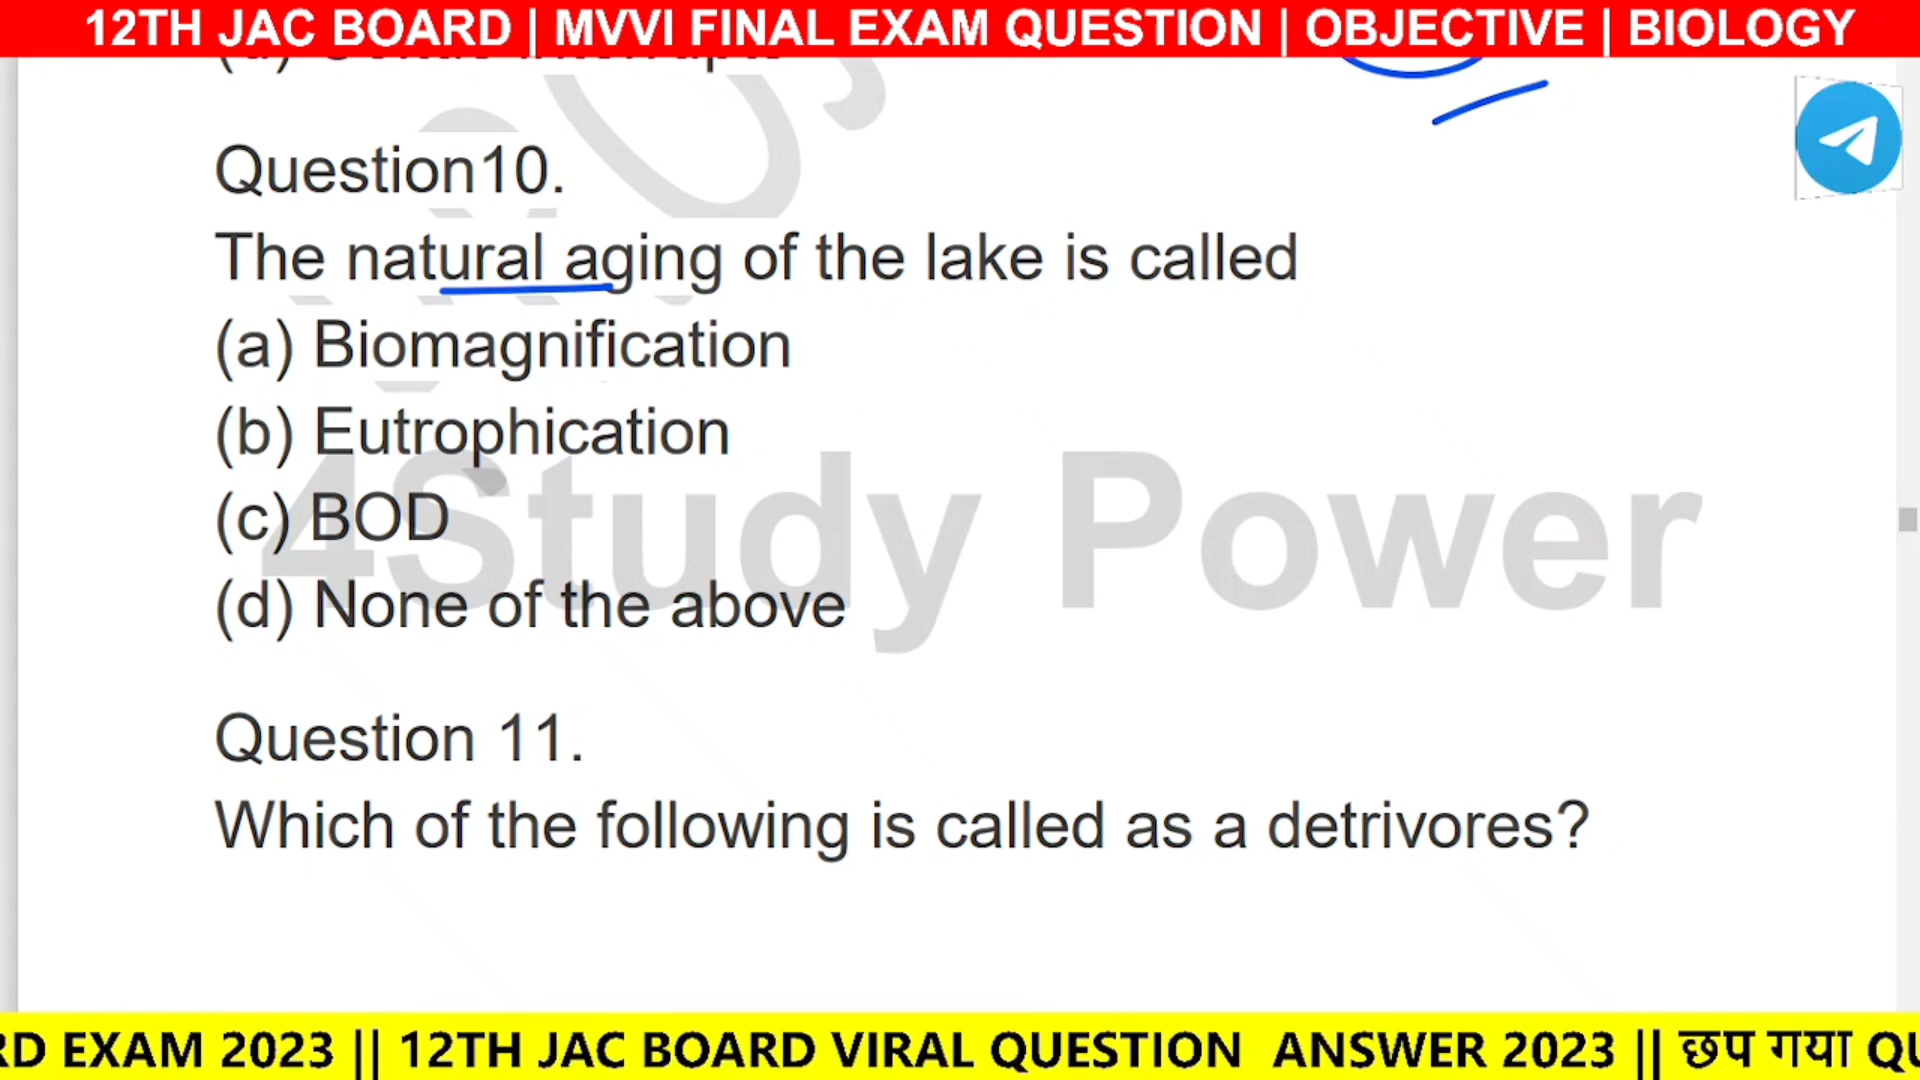 12TH JAC BOARD | MVVI FINAL EXAM QUESTION | OBJECTIVE | BIOLOGY
Question10.
The natural aging of the lake is called
(a) Biomagnification
(b) Eutrophication
(c) BOD
(d) None of the above
4Study Power
Question 11.
Which of the following is called as a detrivores?
RD EXAM 2023 || 12TH JAC BOARD VIRAL QUESTION ANSWER 2023 || छप गया QU